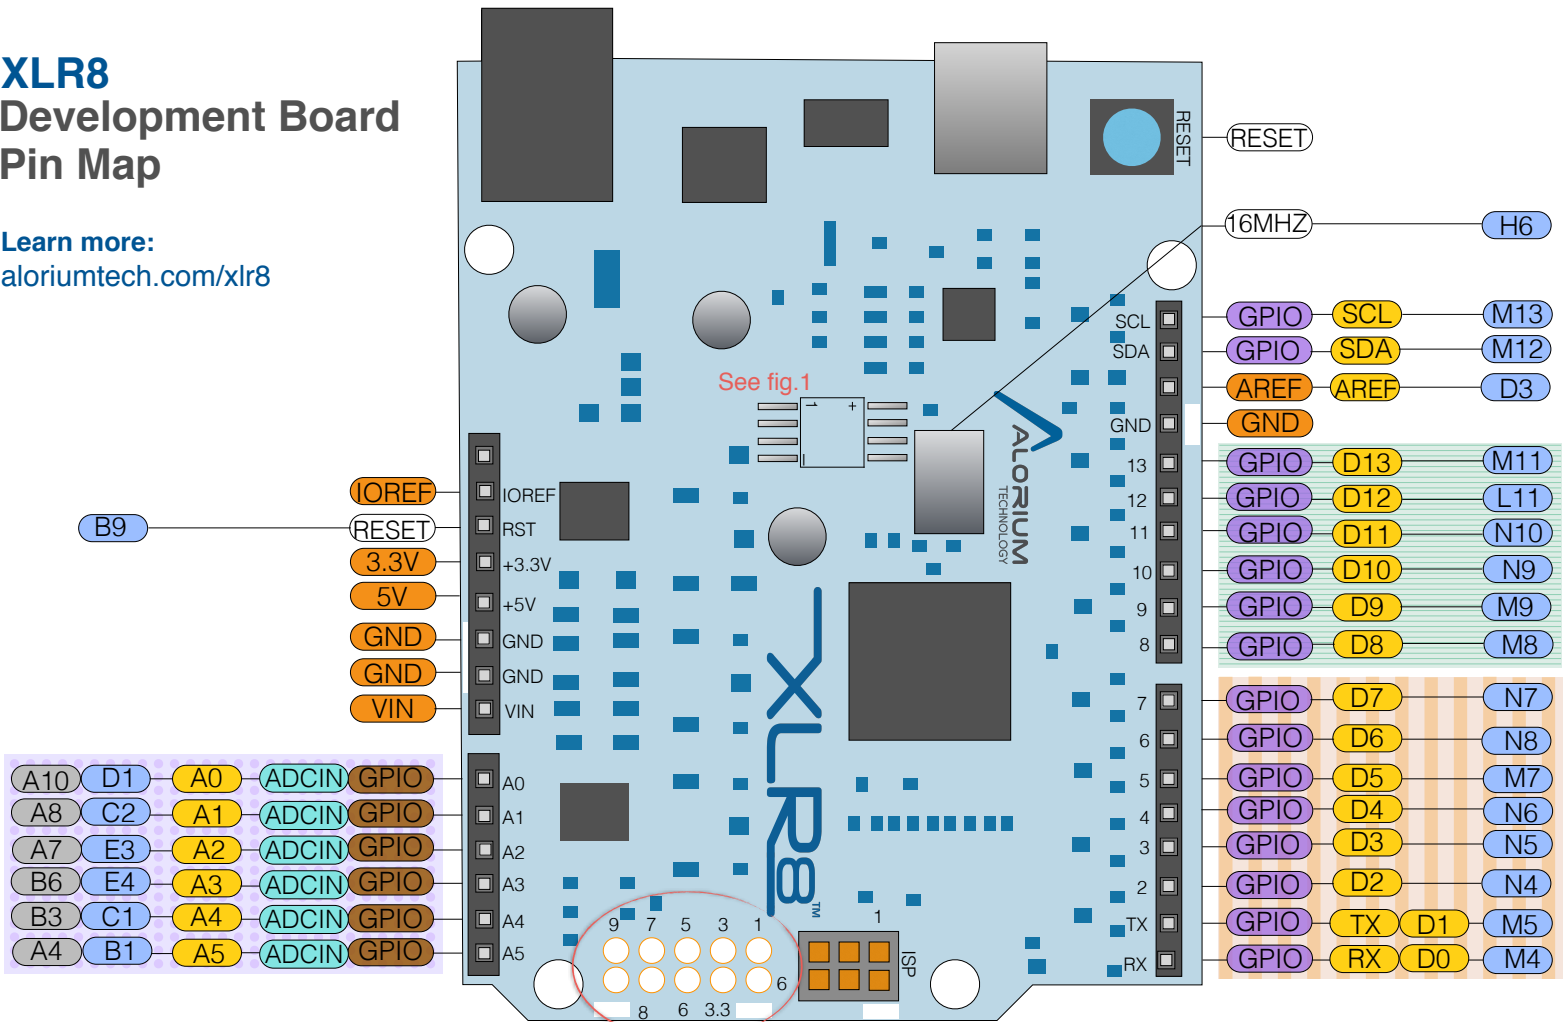 XLR8
Development Board
Pin Map
Learn more:
aloriumtech.com/xlr8
RESET
RESET
16MHZ H6
SCL GPIO SCL M13
SDA GPIO SDA M12
AREF AREF D3
GND GND
13 GPIO D13 M11
12 GPIO D12 L11
11 GPIO D11 N10
10 GPIO D10 N9
9 GPIO D9 M9
8 GPIO D8 M8
7 GPIO D7 N7
6 GPIO D6 N8
5 GPIO D5 M7
4 GPIO D4 N6
3 GPIO D3 N5
2 GPIO D2 N4
TX GPIO TX D1 M5
RX GPIO RX D0 M4
See fig.1
1 +
ALORIUM
TECHNOLOGY
IOREF IOREF
B9 RESET RST
3.3V +3.3V
5V +5V
GND GND
GND GND
VIN VIN
A10 D1 A0 ADCIN GPIO A0
A8 C2 A1 ADCIN GPIO A1
A7 E3 A2 ADCIN GPIO A2
B6 E4 A3 ADCIN GPIO A3
B3 C1 A4 ADCIN GPIO A4
A4 B1 A5 ADCIN GPIO A5
XLR8™
9 7 5 3 1
6
8 6 3.3
1
ISP